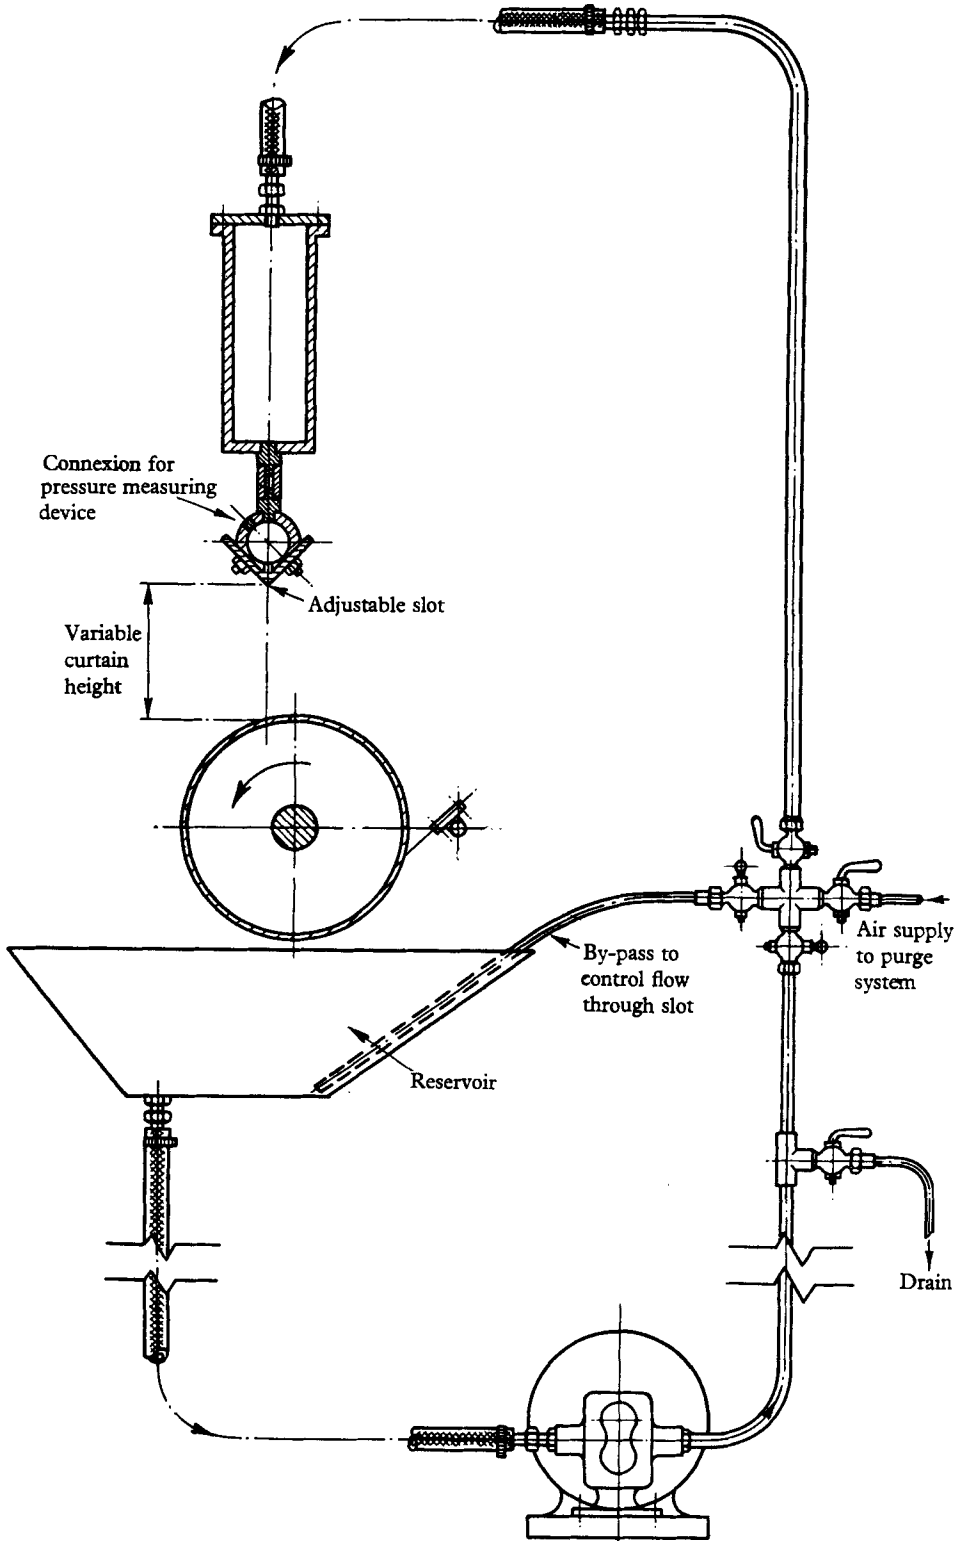 Connexion for
pressure measuring
device
Adjustable slot
Variable
curtain
height
Air supply
to purge
system
By-pass to
control flow
through slot
Reservoir
Drain